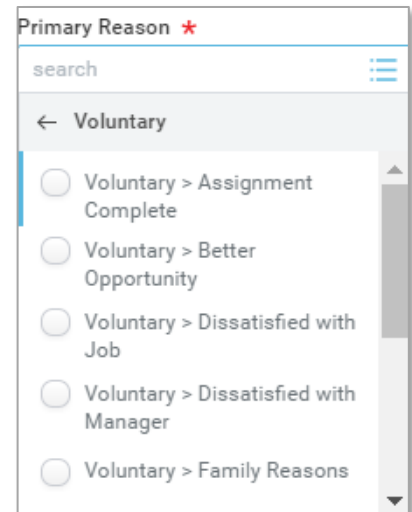 Primary Reason *
search
← Voluntary
Voluntary > Assignment
Complete
Voluntary > Better
Opportunity
Voluntary > Dissatisfied with
Job
Voluntary > Dissatisfied with
Manager
Voluntary > Family Reasons